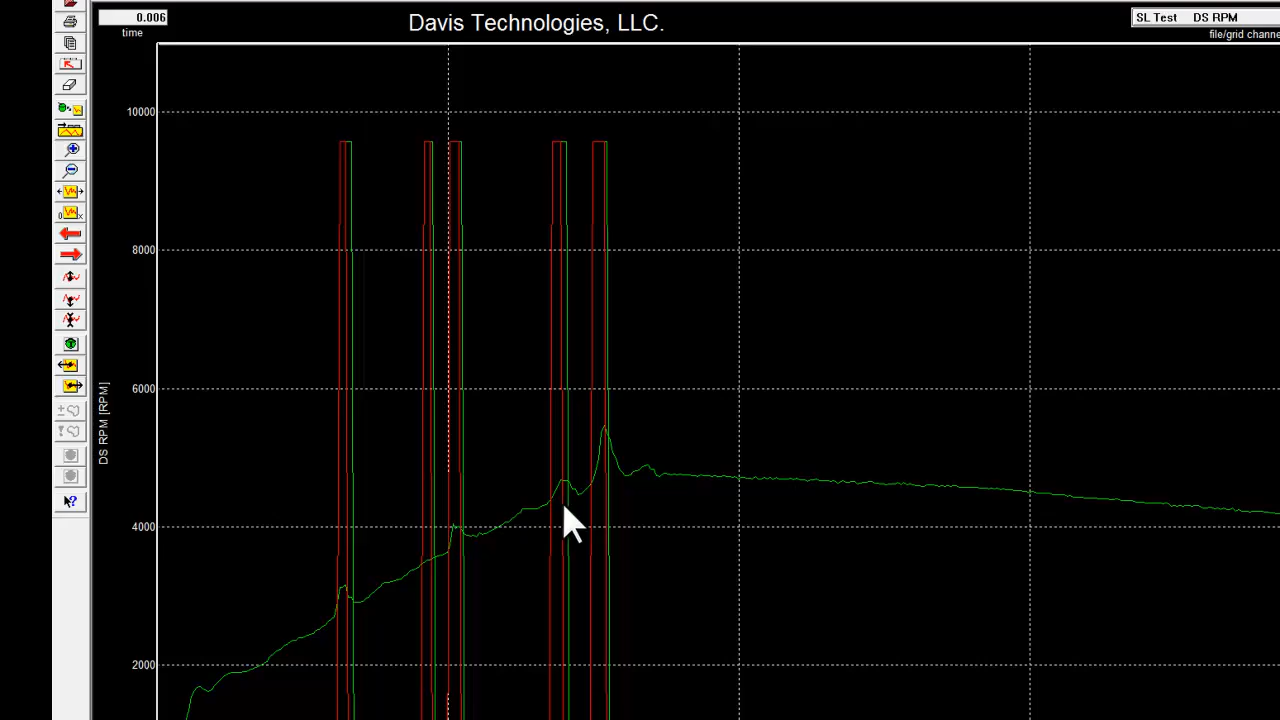 0.006
time
Davis Technologies, LLC.
SL Test DS RPM
file/grid channe
10000
8000
6000
4000
2000
DS RPM [RPM]